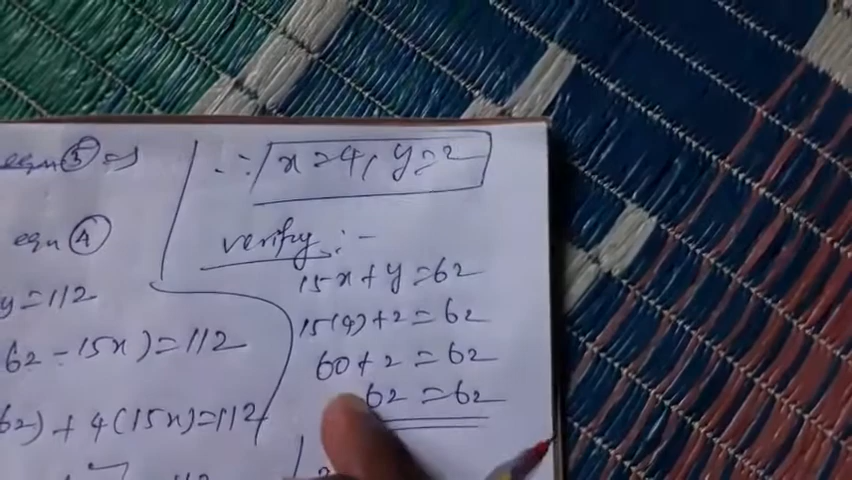 eqn ③ ⇒
eqn ④
y = 112
62 - 15x) = 112
62) + 4(15x) = 112
112
∴ x = 4, y = 2
verify :-
15x + y = 62
15(4) + 2 = 62
60 + 2 = 62
62 = 62